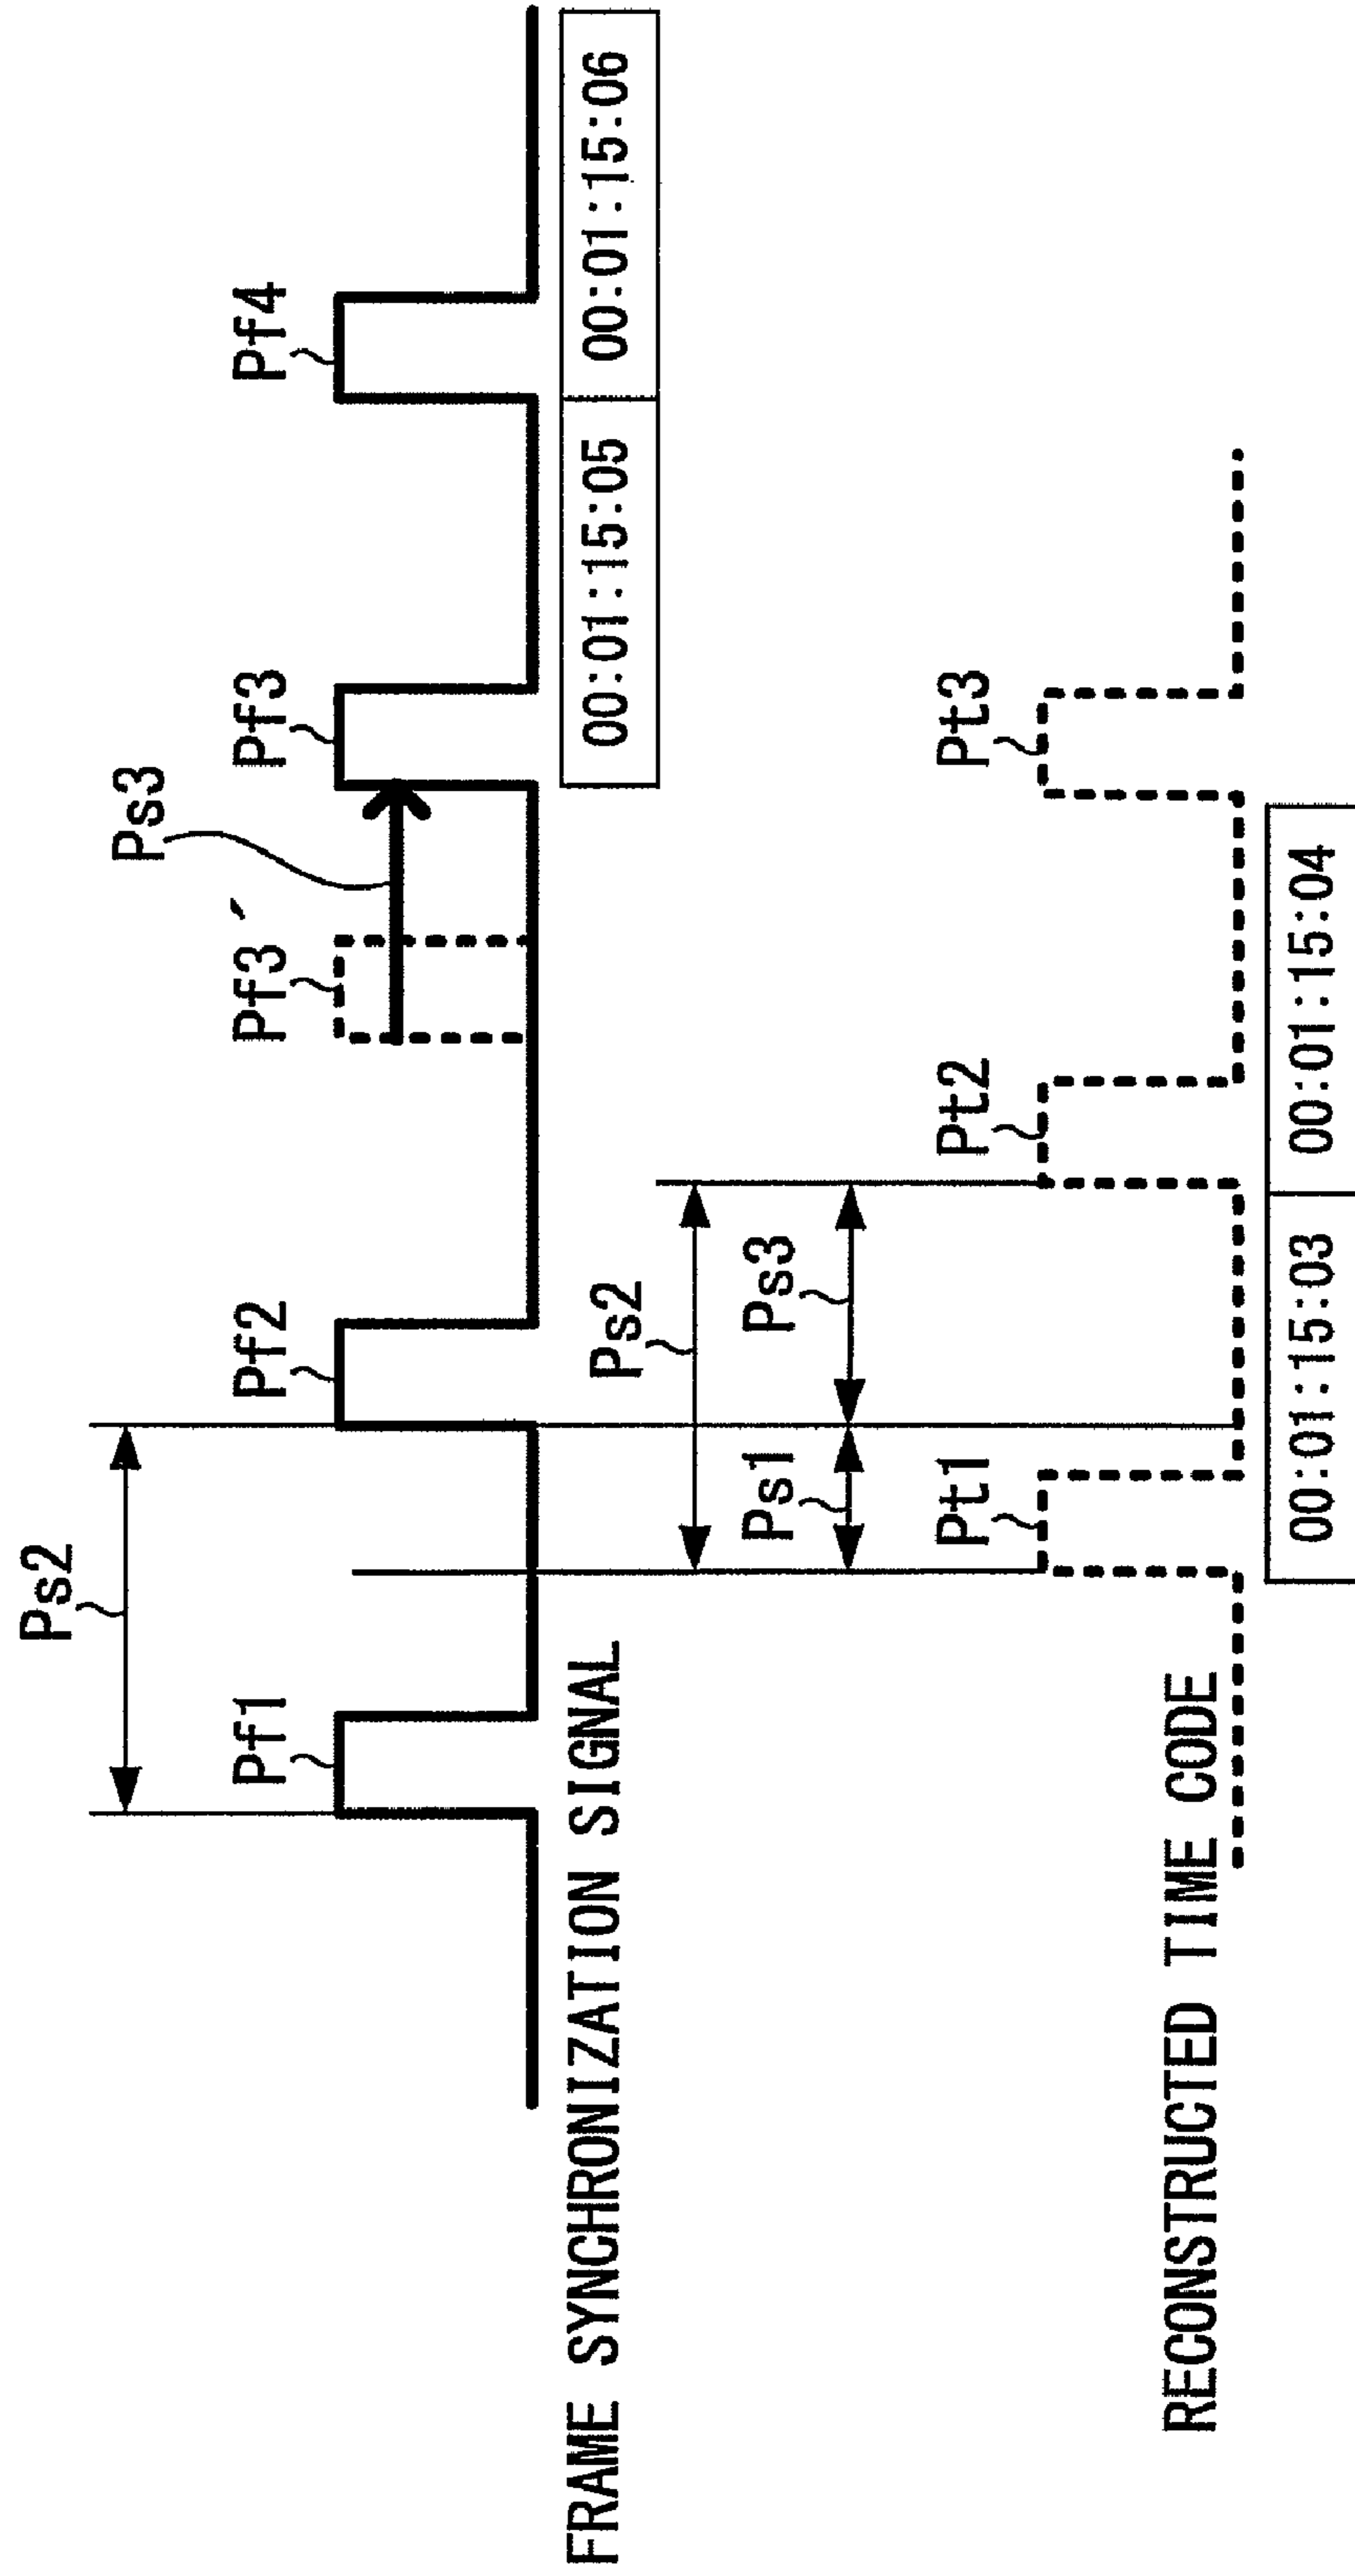 Ps2
Ps3
Pf1
Pf2
Pf3´
Pf3
Pf4
FRAME SYNCHRONIZATION SIGNAL
00:01:15:05
00:01:15:06
Ps2
Ps1
Ps3
Pt1
Pt2
Pt3
RECONSTRUCTED TIME CODE
00:01:15:03
00:01:15:04